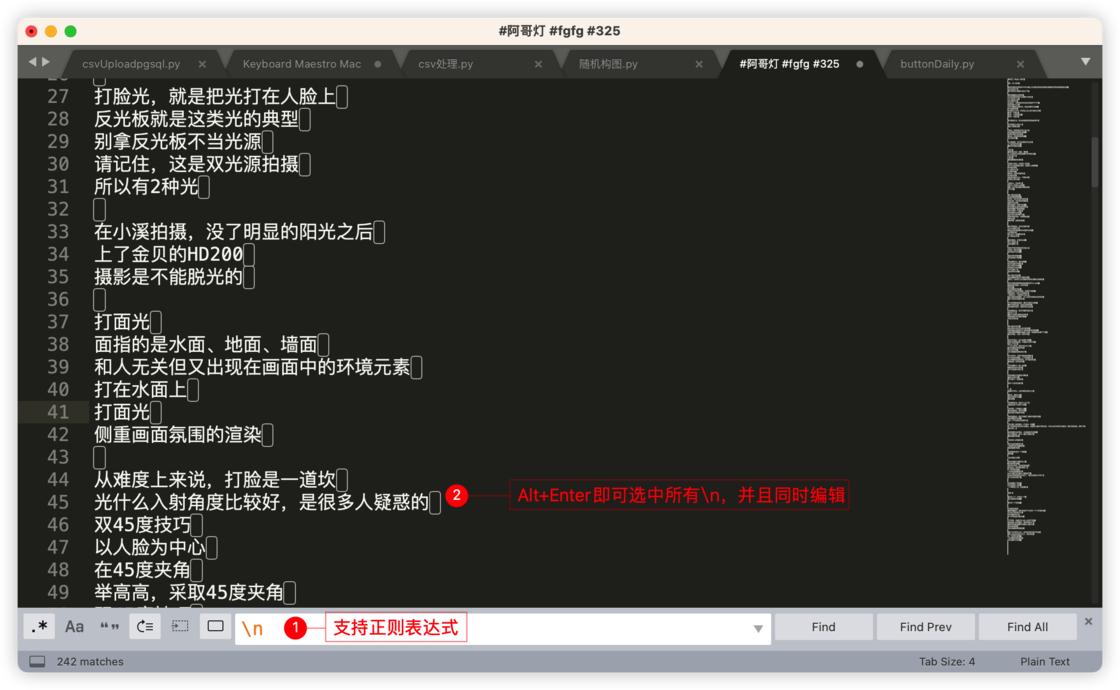 #阿哥灯 #fgfg #325
csvUploadpgsql.py
Keyboard Maestro Mac
csv处理.py
随机构图.py
#阿哥灯 #fgfg #325
buttonDaily.py
27 打脸光，就是把光打在人脸上
28 反光板就是这类光的典型
29 别拿反光板不当光源
30 请记住，这是双光源拍摄
31 所以有2种光
32
33 在小溪拍摄，没了明显的阳光之后
34 上了金贝的HD200
35 摄影是不能脱光的
36
37 打面光
38 面指的是水面、地面、墙面
39 和人无关但又出现在画面中的环境元素
40 打在水面上
41 打面光
42 侧重画面氛围的渲染
43
44 从难度上来说，打脸是一道坎
45 光什么入射角度比较好，是很多人疑惑的
2 Alt+Enter即可选中所有\n，并且同时编辑
46 双45度技巧
47 以人脸为中心
48 在45度夹角
49 举高高，采取45度夹角
.* Aa “” \n
1 支持正则表达式
Find
Find Prev
Find All
242 matches
Tab Size: 4
Plain Text